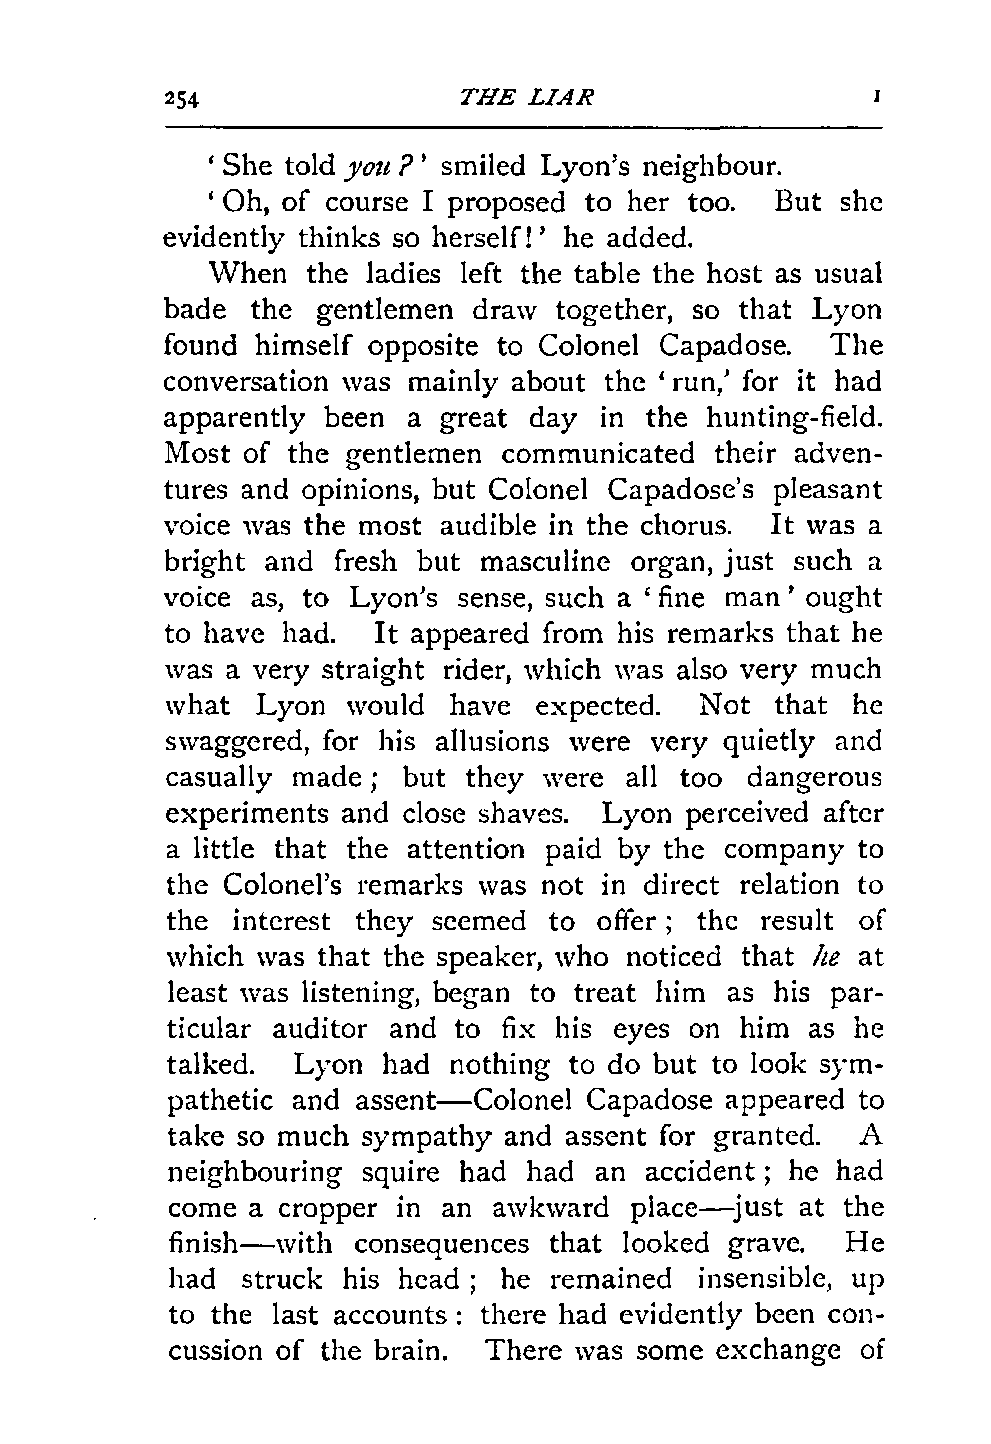 254 THE LIAR I
‘She told you?’ smiled Lyon’s neighbour.
‘Oh, of course I proposed to her too. But she
evidently thinks so herself!’ he added.
When the ladies left the table the host as usual
bade the gentlemen draw together, so that Lyon
found himself opposite to Colonel Capadose. The
conversation was mainly about the ‘run,’ for it had
apparently been a great day in the hunting-field.
Most of the gentlemen communicated their adven-
tures and opinions, but Colonel Capadose’s pleasant
voice was the most audible in the chorus. It was a
bright and fresh but masculine organ, just such a
voice as, to Lyon’s sense, such a ‘fine man’ ought
to have had. It appeared from his remarks that he
was a very straight rider, which was also very much
what Lyon would have expected. Not that he
swaggered, for his allusions were very quietly and
casually made; but they were all too dangerous
experiments and close shaves. Lyon perceived after
a little that the attention paid by the company to
the Colonel’s remarks was not in direct relation to
the interest they seemed to offer; the result of
which was that the speaker, who noticed that he at
least was listening, began to treat him as his par-
ticular auditor and to fix his eyes on him as he
talked. Lyon had nothing to do but to look sym-
pathetic and assent—Colonel Capadose appeared to
take so much sympathy and assent for granted. A
neighbouring squire had had an accident; he had
come a cropper in an awkward place—just at the
finish—with consequences that looked grave. He
had struck his head; he remained insensible, up
to the last accounts: there had evidently been con-
cussion of the brain. There was some exchange of